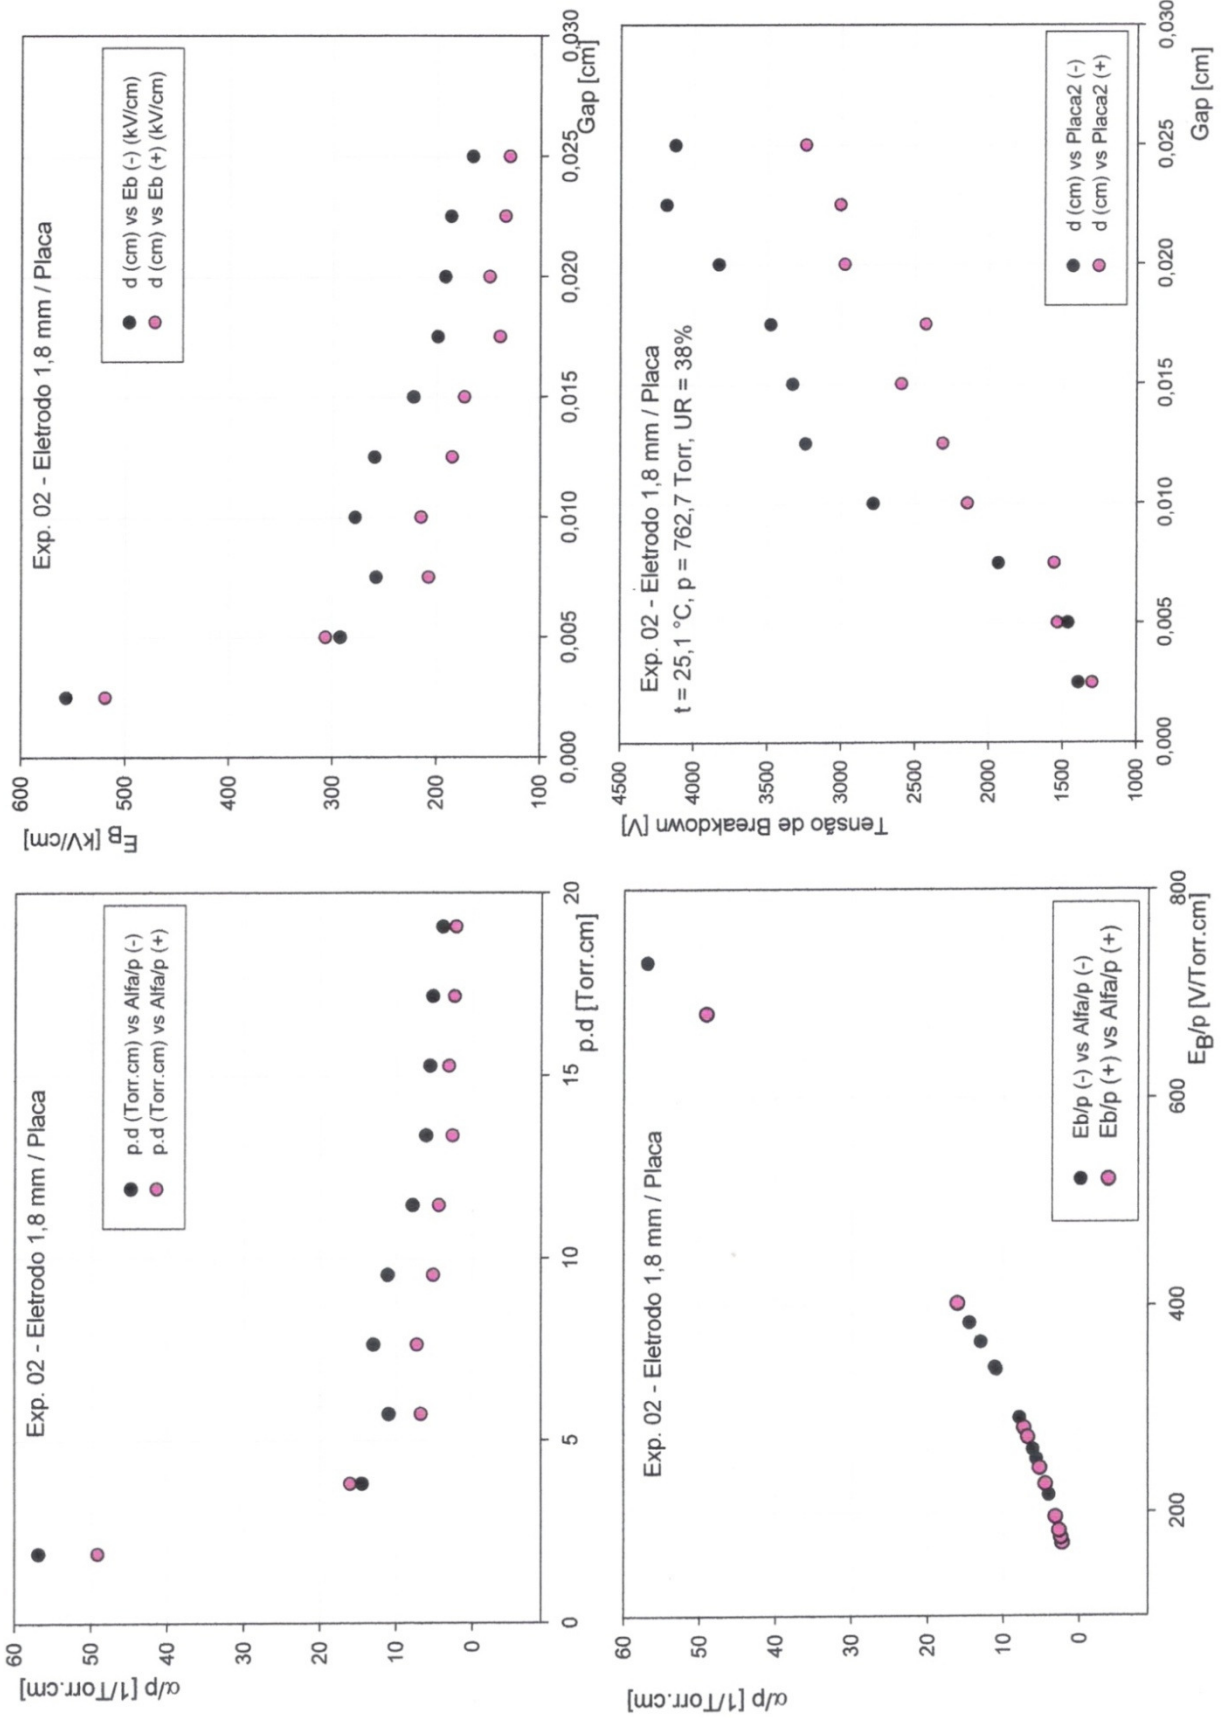 Exp. 02 - Eletrodo 1,8 mm / Placa
α/p [1/Torr.cm]
60
50
40
30
20
10
0
p.d (Torr.cm) vs Alfa/p (-)
p.d (Torr.cm) vs Alfa/p (+)
0 5 10 15 20
p.d [Torr.cm]
Exp. 02 - Eletrodo 1,8 mm / Placa
E_B [kV/cm]
600
500
400
300
200
100
d (cm) vs Eb (-) (kV/cm)
d (cm) vs Eb (+) (kV/cm)
0,000 0,005 0,010 0,015 0,020 0,025 0,030
Gap [cm]
Exp. 02 - Eletrodo 1,8 mm / Placa
α/p [1/Torr.cm]
60
50
40
30
20
10
0
Eb/p (-) vs Alfa/p (-)
Eb/p (+) vs Alfa/p (+)
200 400 600 800
E_B/p [V/Torr.cm]
Exp. 02 - Eletrodo 1,8 mm / Placa
t = 25,1 °C, p = 762,7 Torr, UR = 38%
Tensão de Breakdown [V]
4500
4000
3500
3000
2500
2000
1500
1000
d (cm) vs Placa2 (-)
d (cm) vs Placa2 (+)
0,000 0,005 0,010 0,015 0,020 0,025 0,030
Gap [cm]